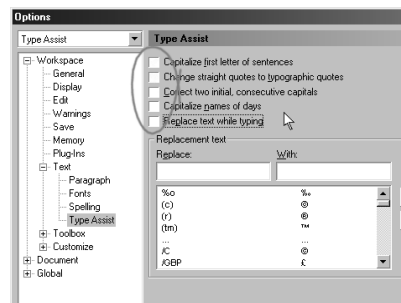 Options
Type Assist
Type Assist
Workspace
General
Display
Edit
Warnings
Save
Memory
Plug-Ins
Text
Paragraph
Fonts
Spelling
Type Assist
Toolbox
Customize
Document
Global
Capitalize first letter of sentences
Change straight quotes to typographic quotes
Correct two initial, consecutive capitals
Capitalize names of days
Replace text while typing
Replacement text
Replace:
With:
%o ‰
(c) ©
(r) ®
(tm) ™
... …
/C ©
/GBP £